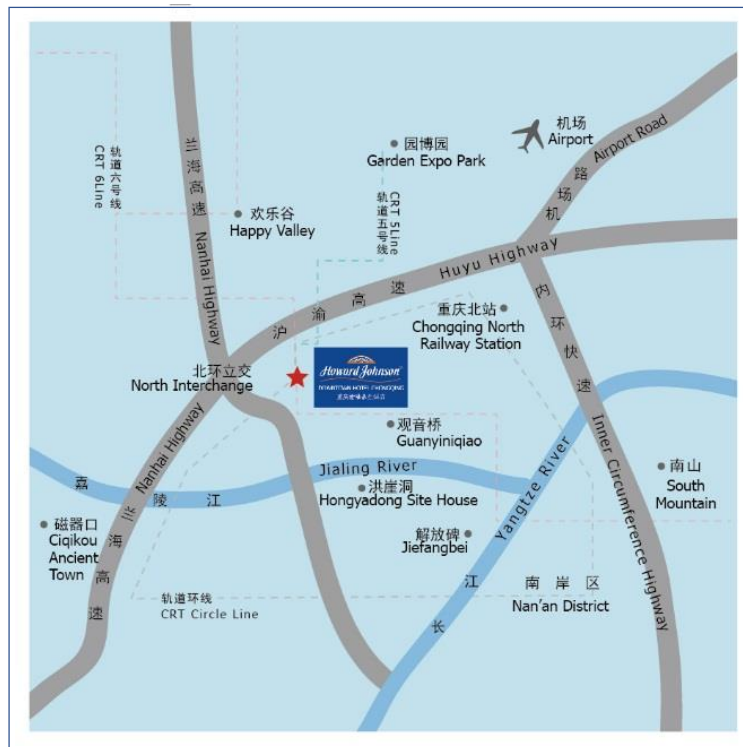 机场
Airport
园博园
Garden Expo Park
Airport Road
机场路
轨道六号线
CRT 6Line
CRT 5Line
轨道五号线
海高速
Nanhai Highway
欢乐谷
Happy Valley
沪渝高速
Huyu Highway
重庆北站
Chongqing North
Railway Station
内环快速
Inner Circumference Highway
北环立交
North Interchange
Howard Johnson
DOWNTOWN HOTEL CHONGQING
观音桥
Guanyiniqiao
Nanhai Highway
海高速
嘉陵江
Jialing River
洪崖洞
Hongyadong Site House
Yangtze River
长江
南山
South
Mountain
磁器口
Ciqikou
Ancient
Town
解放碑
Jiefangbei
南岸区
Nan'an District
轨道环线
CRT Circle Line